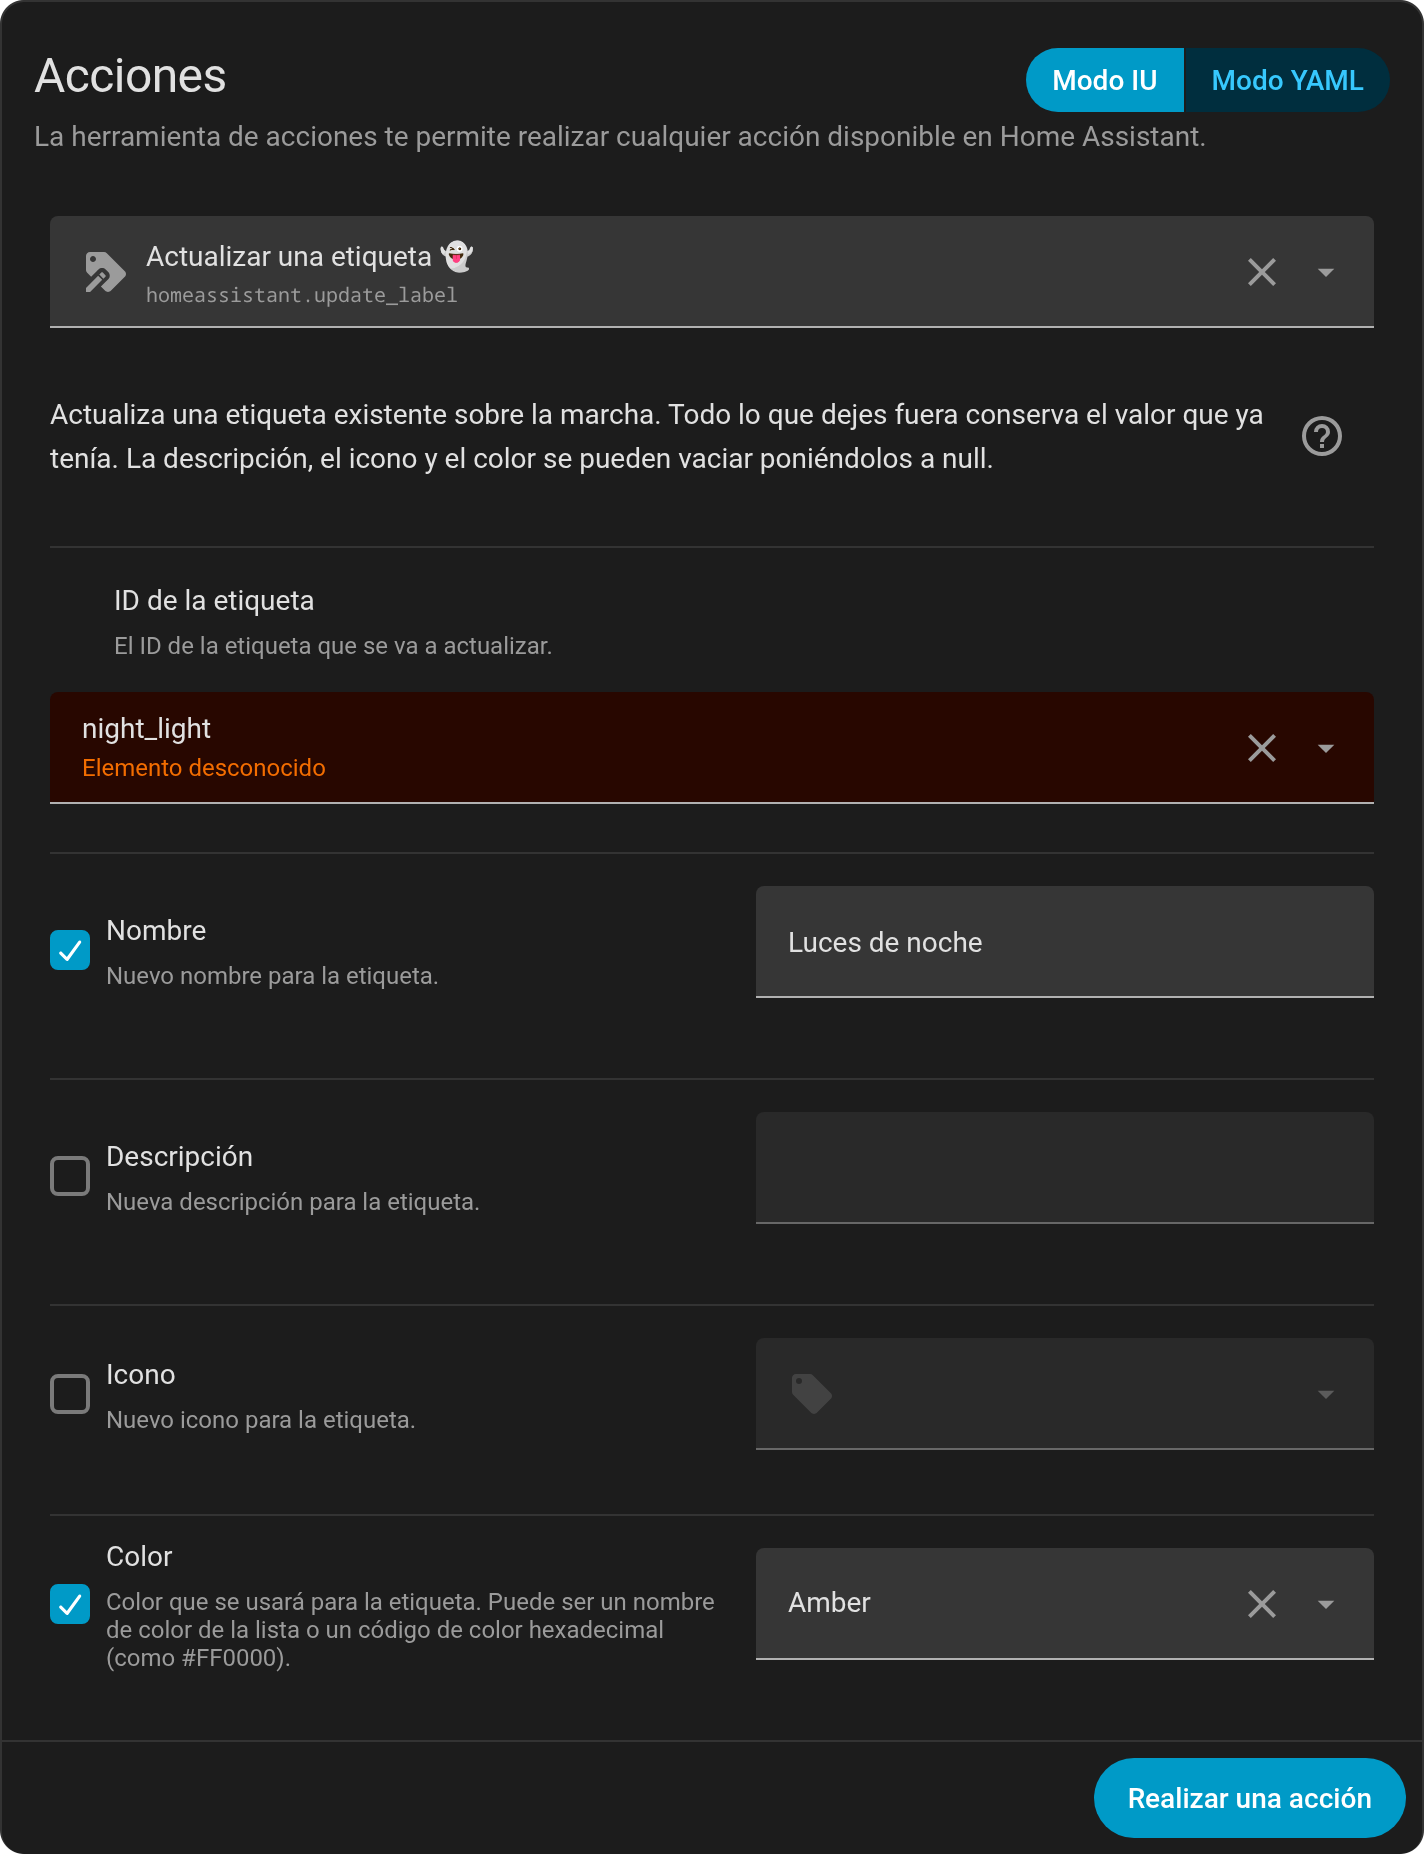 Acciones
Modo IU
Modo YAML
La herramienta de acciones te permite realizar cualquier acción disponible en Home Assistant.
Actualizar una etiqueta 👻
homeassistant.update_label
Actualiza una etiqueta existente sobre la marcha. Todo lo que dejes fuera conserva el valor que ya
tenía. La descripción, el icono y el color se pueden vaciar poniéndolos a null.
ID de la etiqueta
El ID de la etiqueta que se va a actualizar.
night_light
Elemento desconocido
Nombre
Nuevo nombre para la etiqueta.
Luces de noche
Descripción
Nueva descripción para la etiqueta.
Icono
Nuevo icono para la etiqueta.
Color
Color que se usará para la etiqueta. Puede ser un nombre
de color de la lista o un código de color hexadecimal
(como #FF0000).
Amber
Realizar una acción